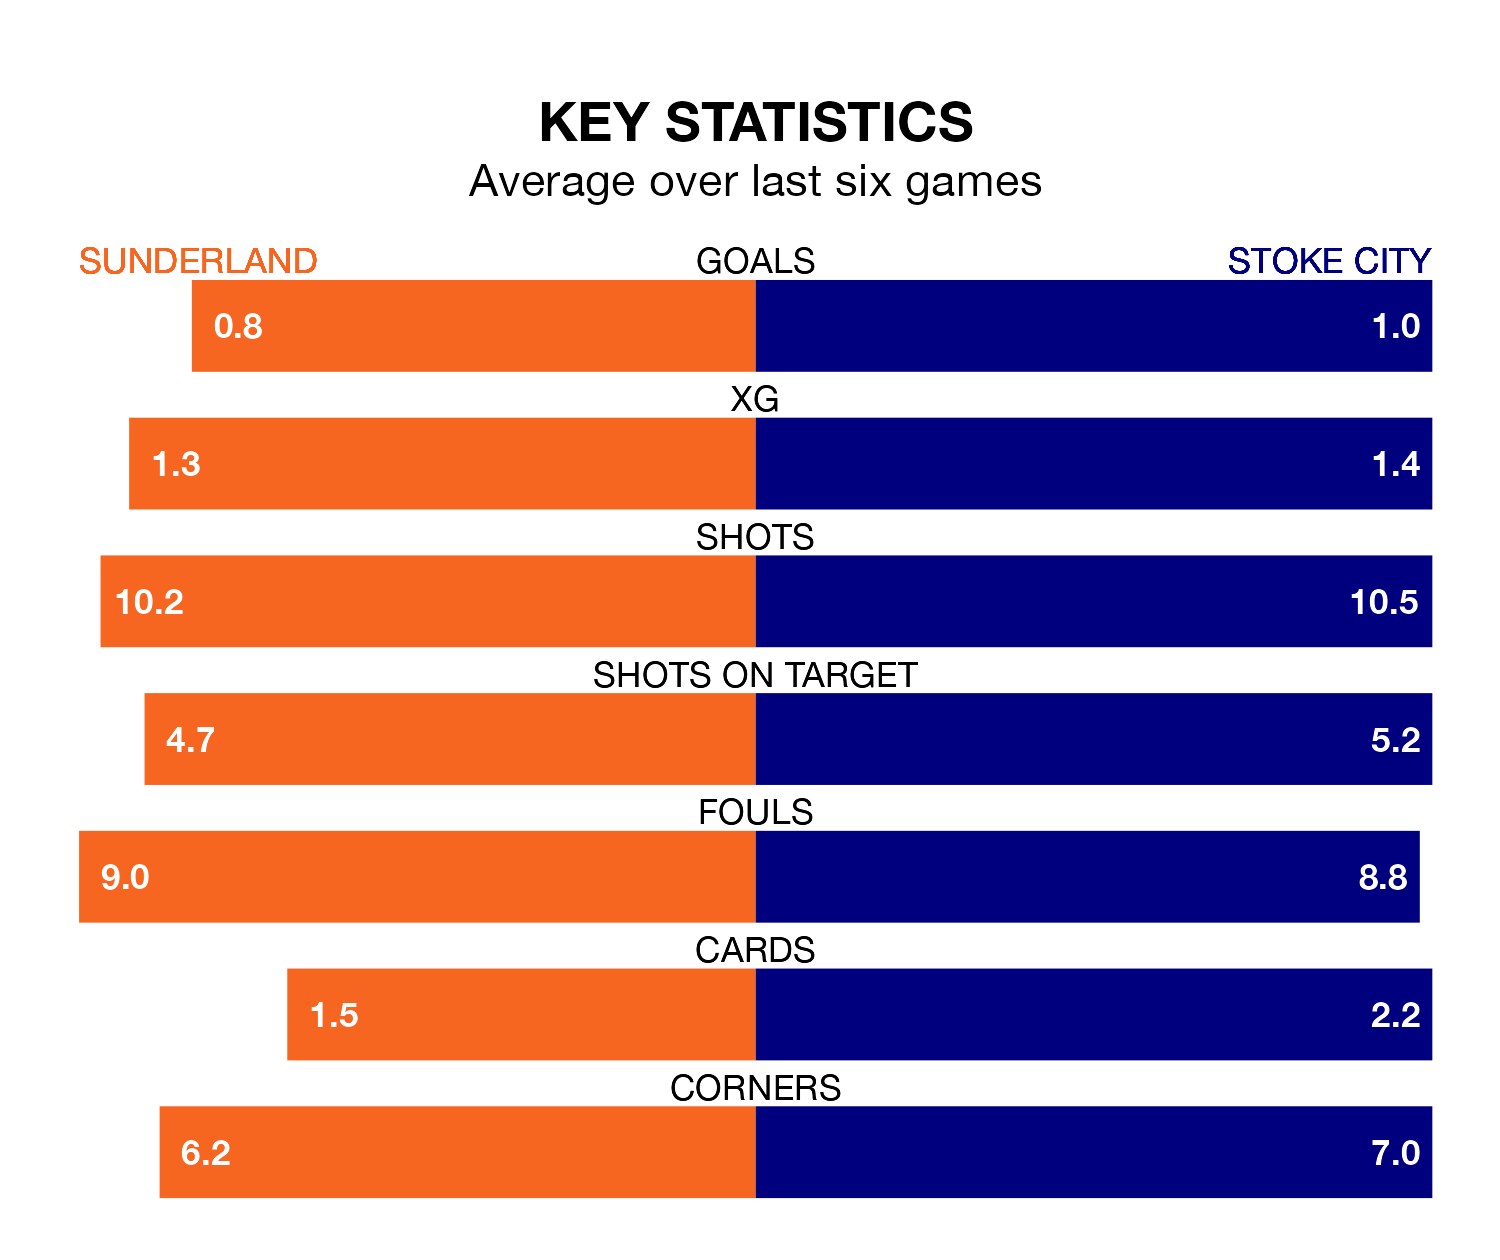 KEY STATISTICS
Average over last six games
SUNDERLAND GOALS STOKE CITY
0.8 1.0
XG
1.3 1.4
SHOTS
10.2 10.5
SHOTS ON TARGET
4.7 5.2
FOULS
9.0 8.8
CARDS
1.5 2.2
CORNERS
6.2 7.0